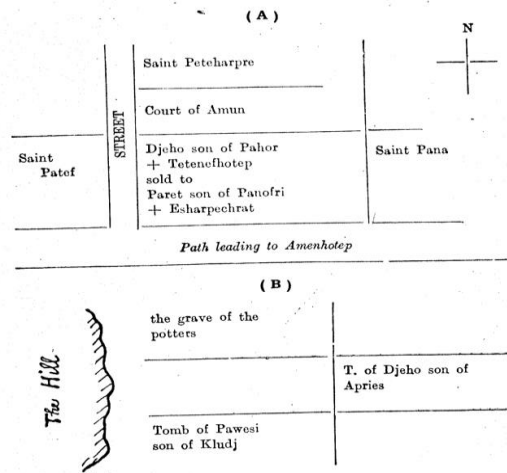 ( A )
N
Saint Peteharpre
Court of Amun
STREET
Saint
Patef
Djeho son of Pahor
+ Tetenefhotep
sold to
Paret son of Panofri
+ Esharpechrat
Saint Pana
Path leading to Amenhotep
( B )
The Hill
the grave of the
potters
T. of Djeho son of
Apries
Tomb of Pawesi
son of Kludj